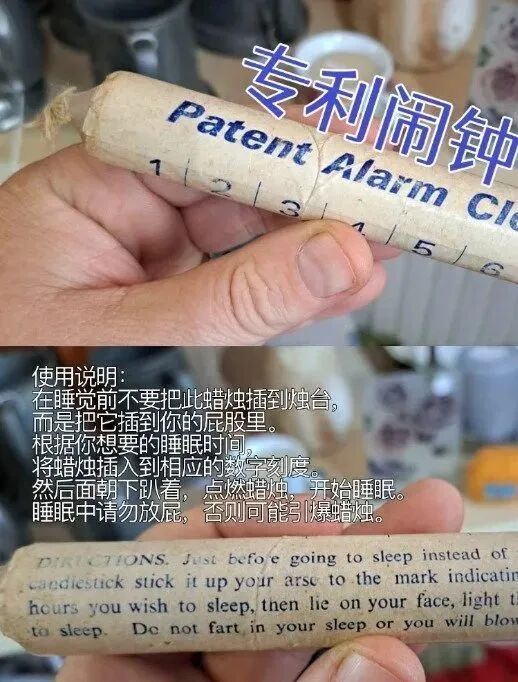 专利闹钟
Patent Alarm Clo
1 2 3 4 5 6
使用说明：
在睡觉前不要把此蜡烛插到烛台，
而是把它插到你的屁股里。
根据你想要的睡眠时间，
将蜡烛插入到相应的数字刻度。
然后面朝下趴着，点燃蜡烛，开始睡眠。
睡眠中请勿放屁，否则可能引爆蜡烛。
DIRECTIONS. Just before going to sleep instead of
candlestick stick it up your arse to the mark indicatin
hours you wish to sleep, then lie on your face, light t
to sleep. Do not fart in your sleep or you will blow